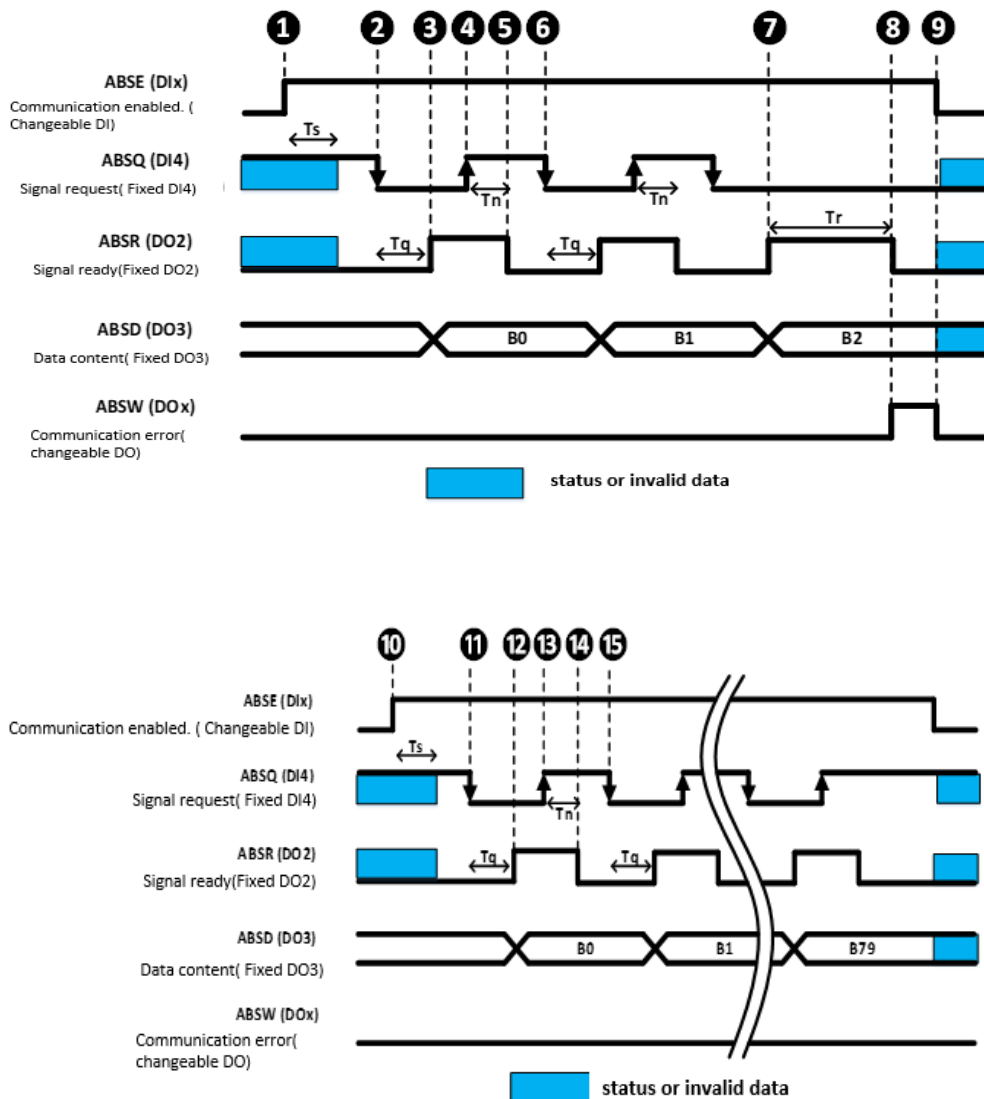 1 2 3 4 5 6 7 8 9
ABSE (DIx)
Communication enabled. (
Changeable DI)
Ts
ABSQ (DI4)
Signal request( Fixed DI4)
Tn Tn
ABSR (DO2)
Signal ready(Fixed DO2)
Tq Tq Tr
ABSD (DO3)
Data content( Fixed DO3)
B0 B1 B2
ABSW (DOx)
Communication error(
changeable DO)
status or invalid data
10 11 12 13 14 15
ABSE (DIx)
Communication enabled. ( Changeable DI)
Ts
ABSQ (DI4)
Signal request( Fixed DI4)
Tn
ABSR (DO2)
Signal ready(Fixed DO2)
Tq Tq
ABSD (DO3)
Data content( Fixed DO3)
B0 B1 B79
ABSW (DOx)
Communication error(
changeable DO)
status or invalid data